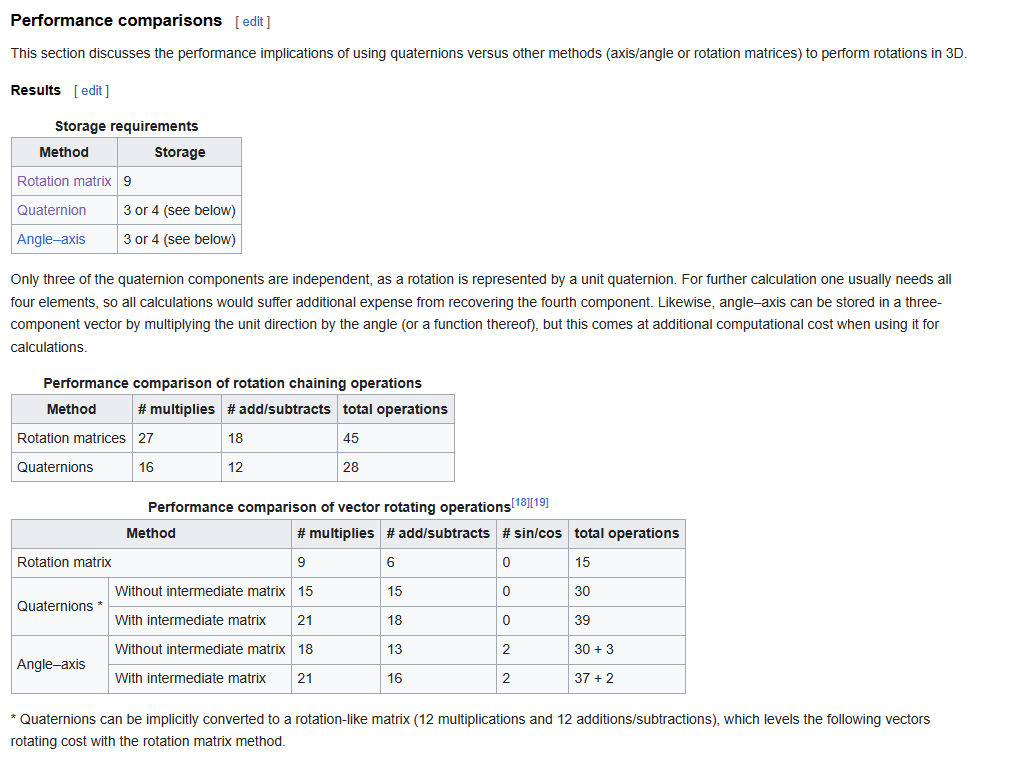 Performance comparisons [ edit ]
This section discusses the performance implications of using quaternions versus other methods (axis/angle or rotation matrices) to perform rotations in 3D.
Results [ edit ]
Storage requirements
Method Storage
Rotation matrix 9
Quaternion 3 or 4 (see below)
Angle–axis 3 or 4 (see below)
Only three of the quaternion components are independent, as a rotation is represented by a unit quaternion. For further calculation one usually needs all
four elements, so all calculations would suffer additional expense from recovering the fourth component. Likewise, angle–axis can be stored in a three-
component vector by multiplying the unit direction by the angle (or a function thereof), but this comes at additional computational cost when using it for
calculations.
Performance comparison of rotation chaining operations
Method # multiplies # add/subtracts total operations
Rotation matrices 27 18 45
Quaternions 16 12 28
Performance comparison of vector rotating operations[18][19]
Method # multiplies # add/subtracts # sin/cos total operations
Rotation matrix 9 6 0 15
Quaternions * Without intermediate matrix 15 15 0 30
With intermediate matrix 21 18 0 39
Angle–axis Without intermediate matrix 18 13 2 30 + 3
With intermediate matrix 21 16 2 37 + 2
* Quaternions can be implicitly converted to a rotation-like matrix (12 multiplications and 12 additions/subtractions), which levels the following vectors
rotating cost with the rotation matrix method.